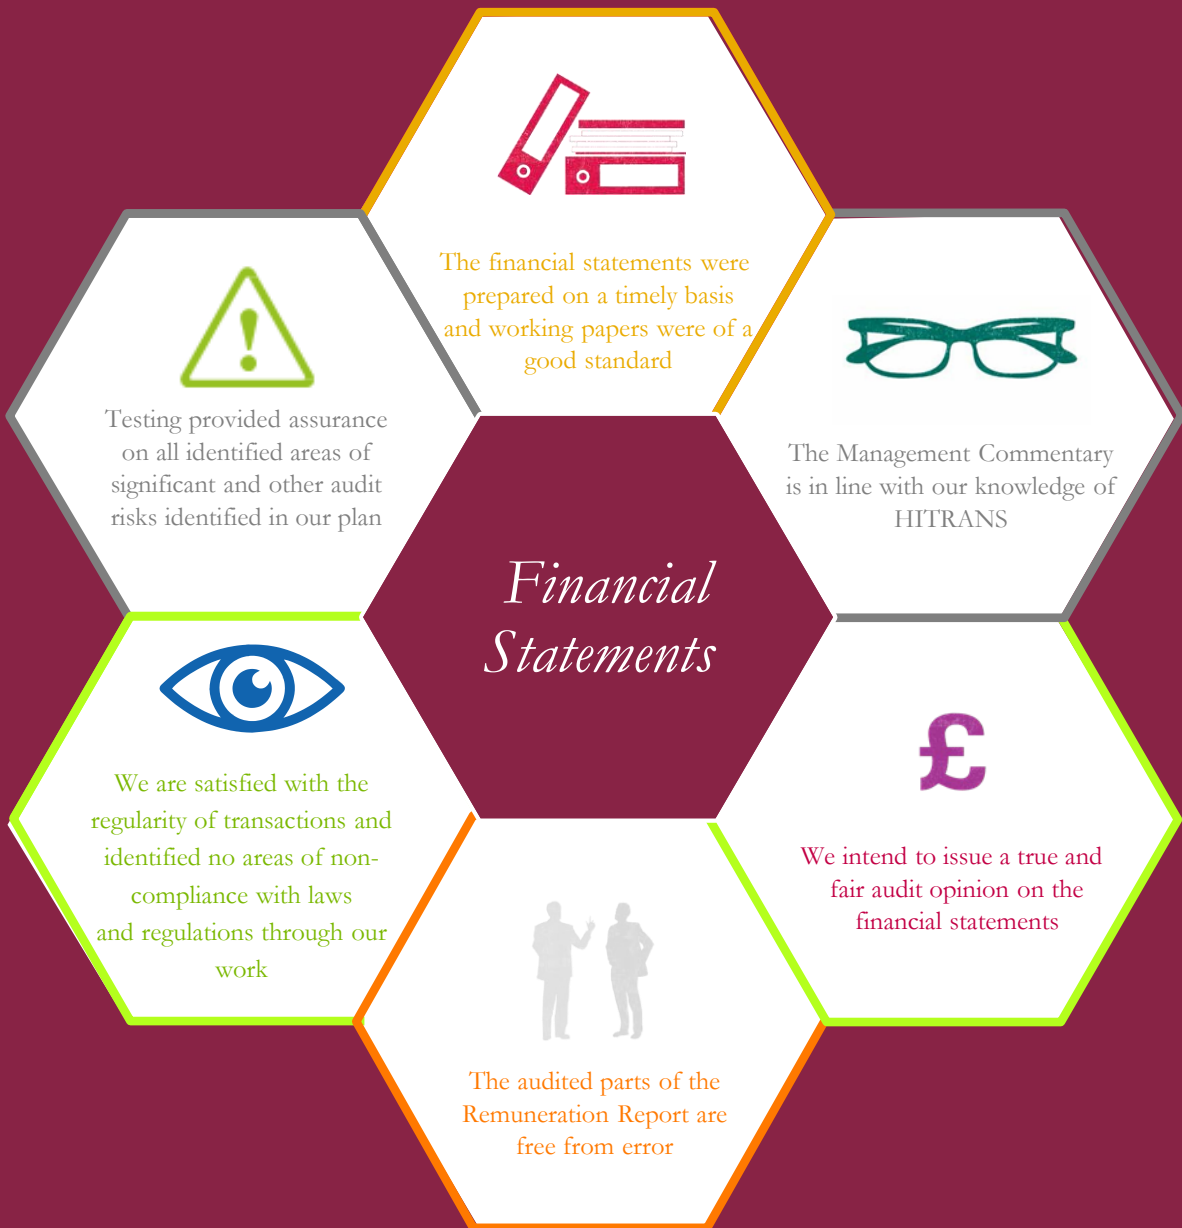 The financial statements were
prepared on a timely basis
and working papers were of a
good standard
Testing provided assurance
on all identified areas of
significant and other audit
risks identified in our plan
The Management Commentary
is in line with our knowledge of
HITRANS
Financial
Statements
We are satisfied with the
regularity of transactions and
identified no areas of non-
compliance with laws
and regulations through our
work
£
We intend to issue a true and
fair audit opinion on the
financial statements
The audited parts of the
Remuneration Report are
free from error